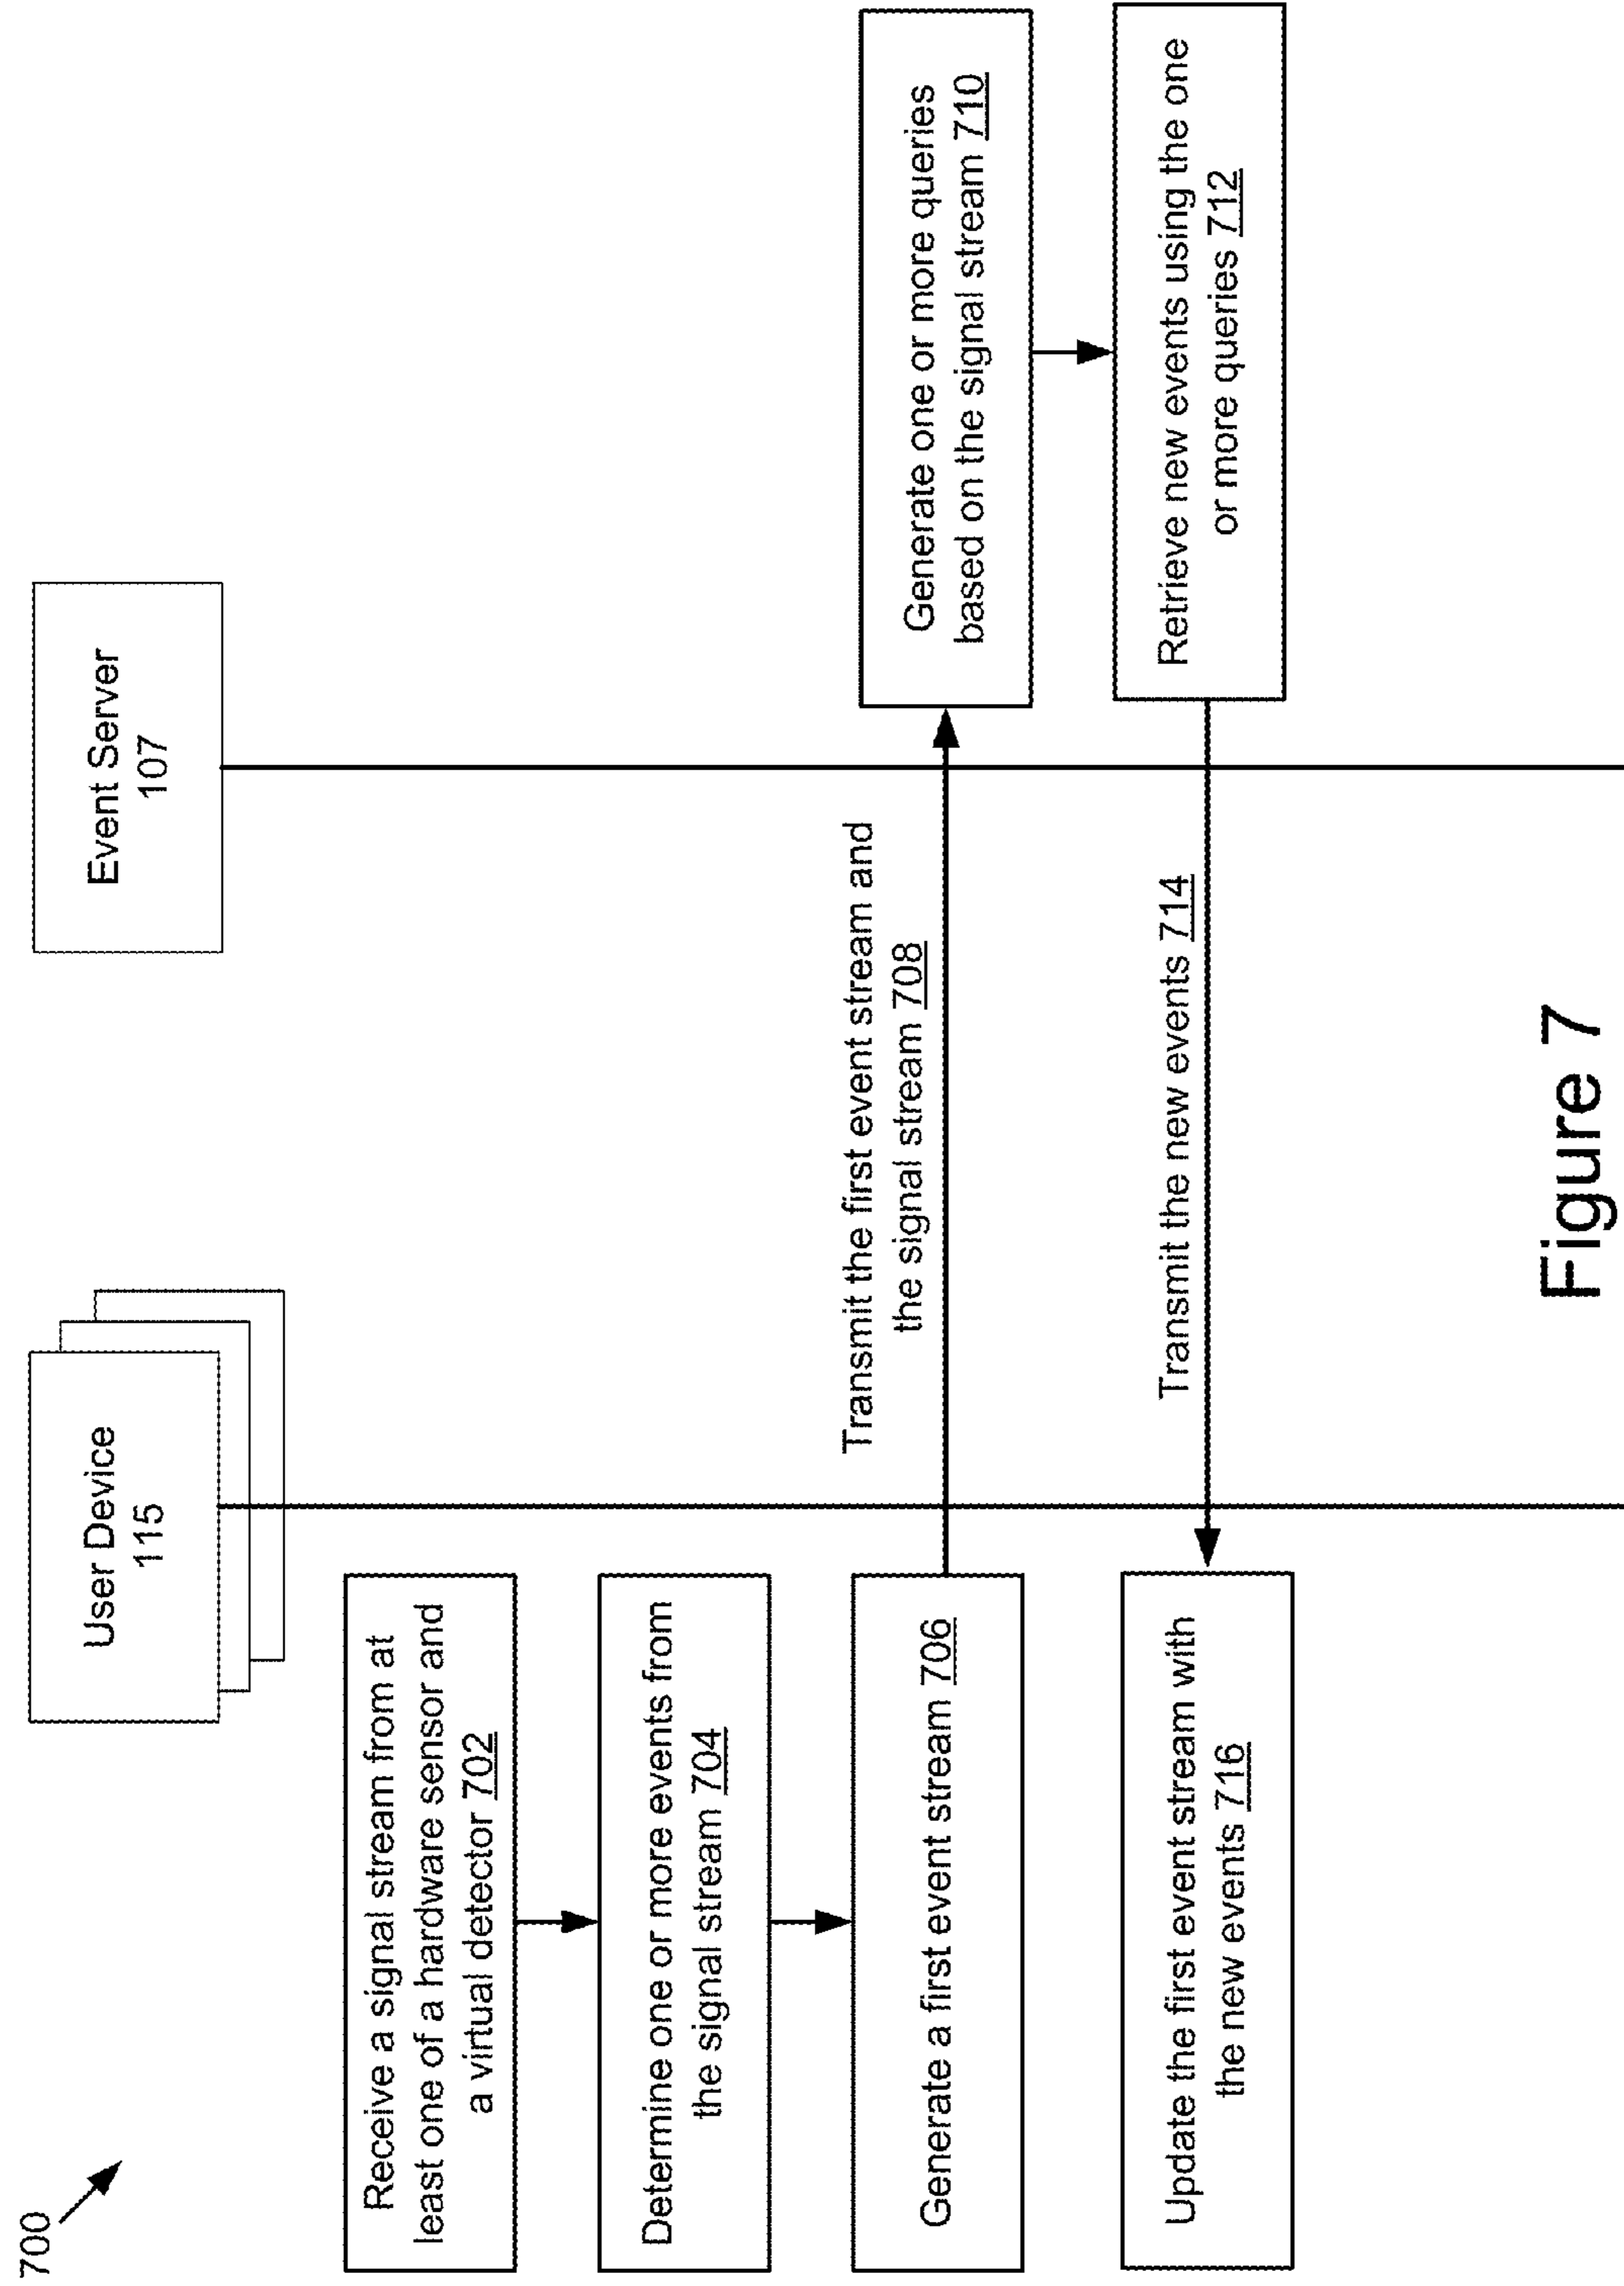 700
User Device
115
Event Server
107
Receive a signal stream from at
least one of a hardware sensor and
a virtual detector 702
Determine one or more events from
the signal stream 704
Generate a first event stream 706
Transmit the first event stream and
the signal stream 708
Generate one or more queries
based on the signal stream 710
Retrieve new events using the one
or more queries 712
Transmit the new events 714
Update the first event stream with
the new events 716
Figure 7